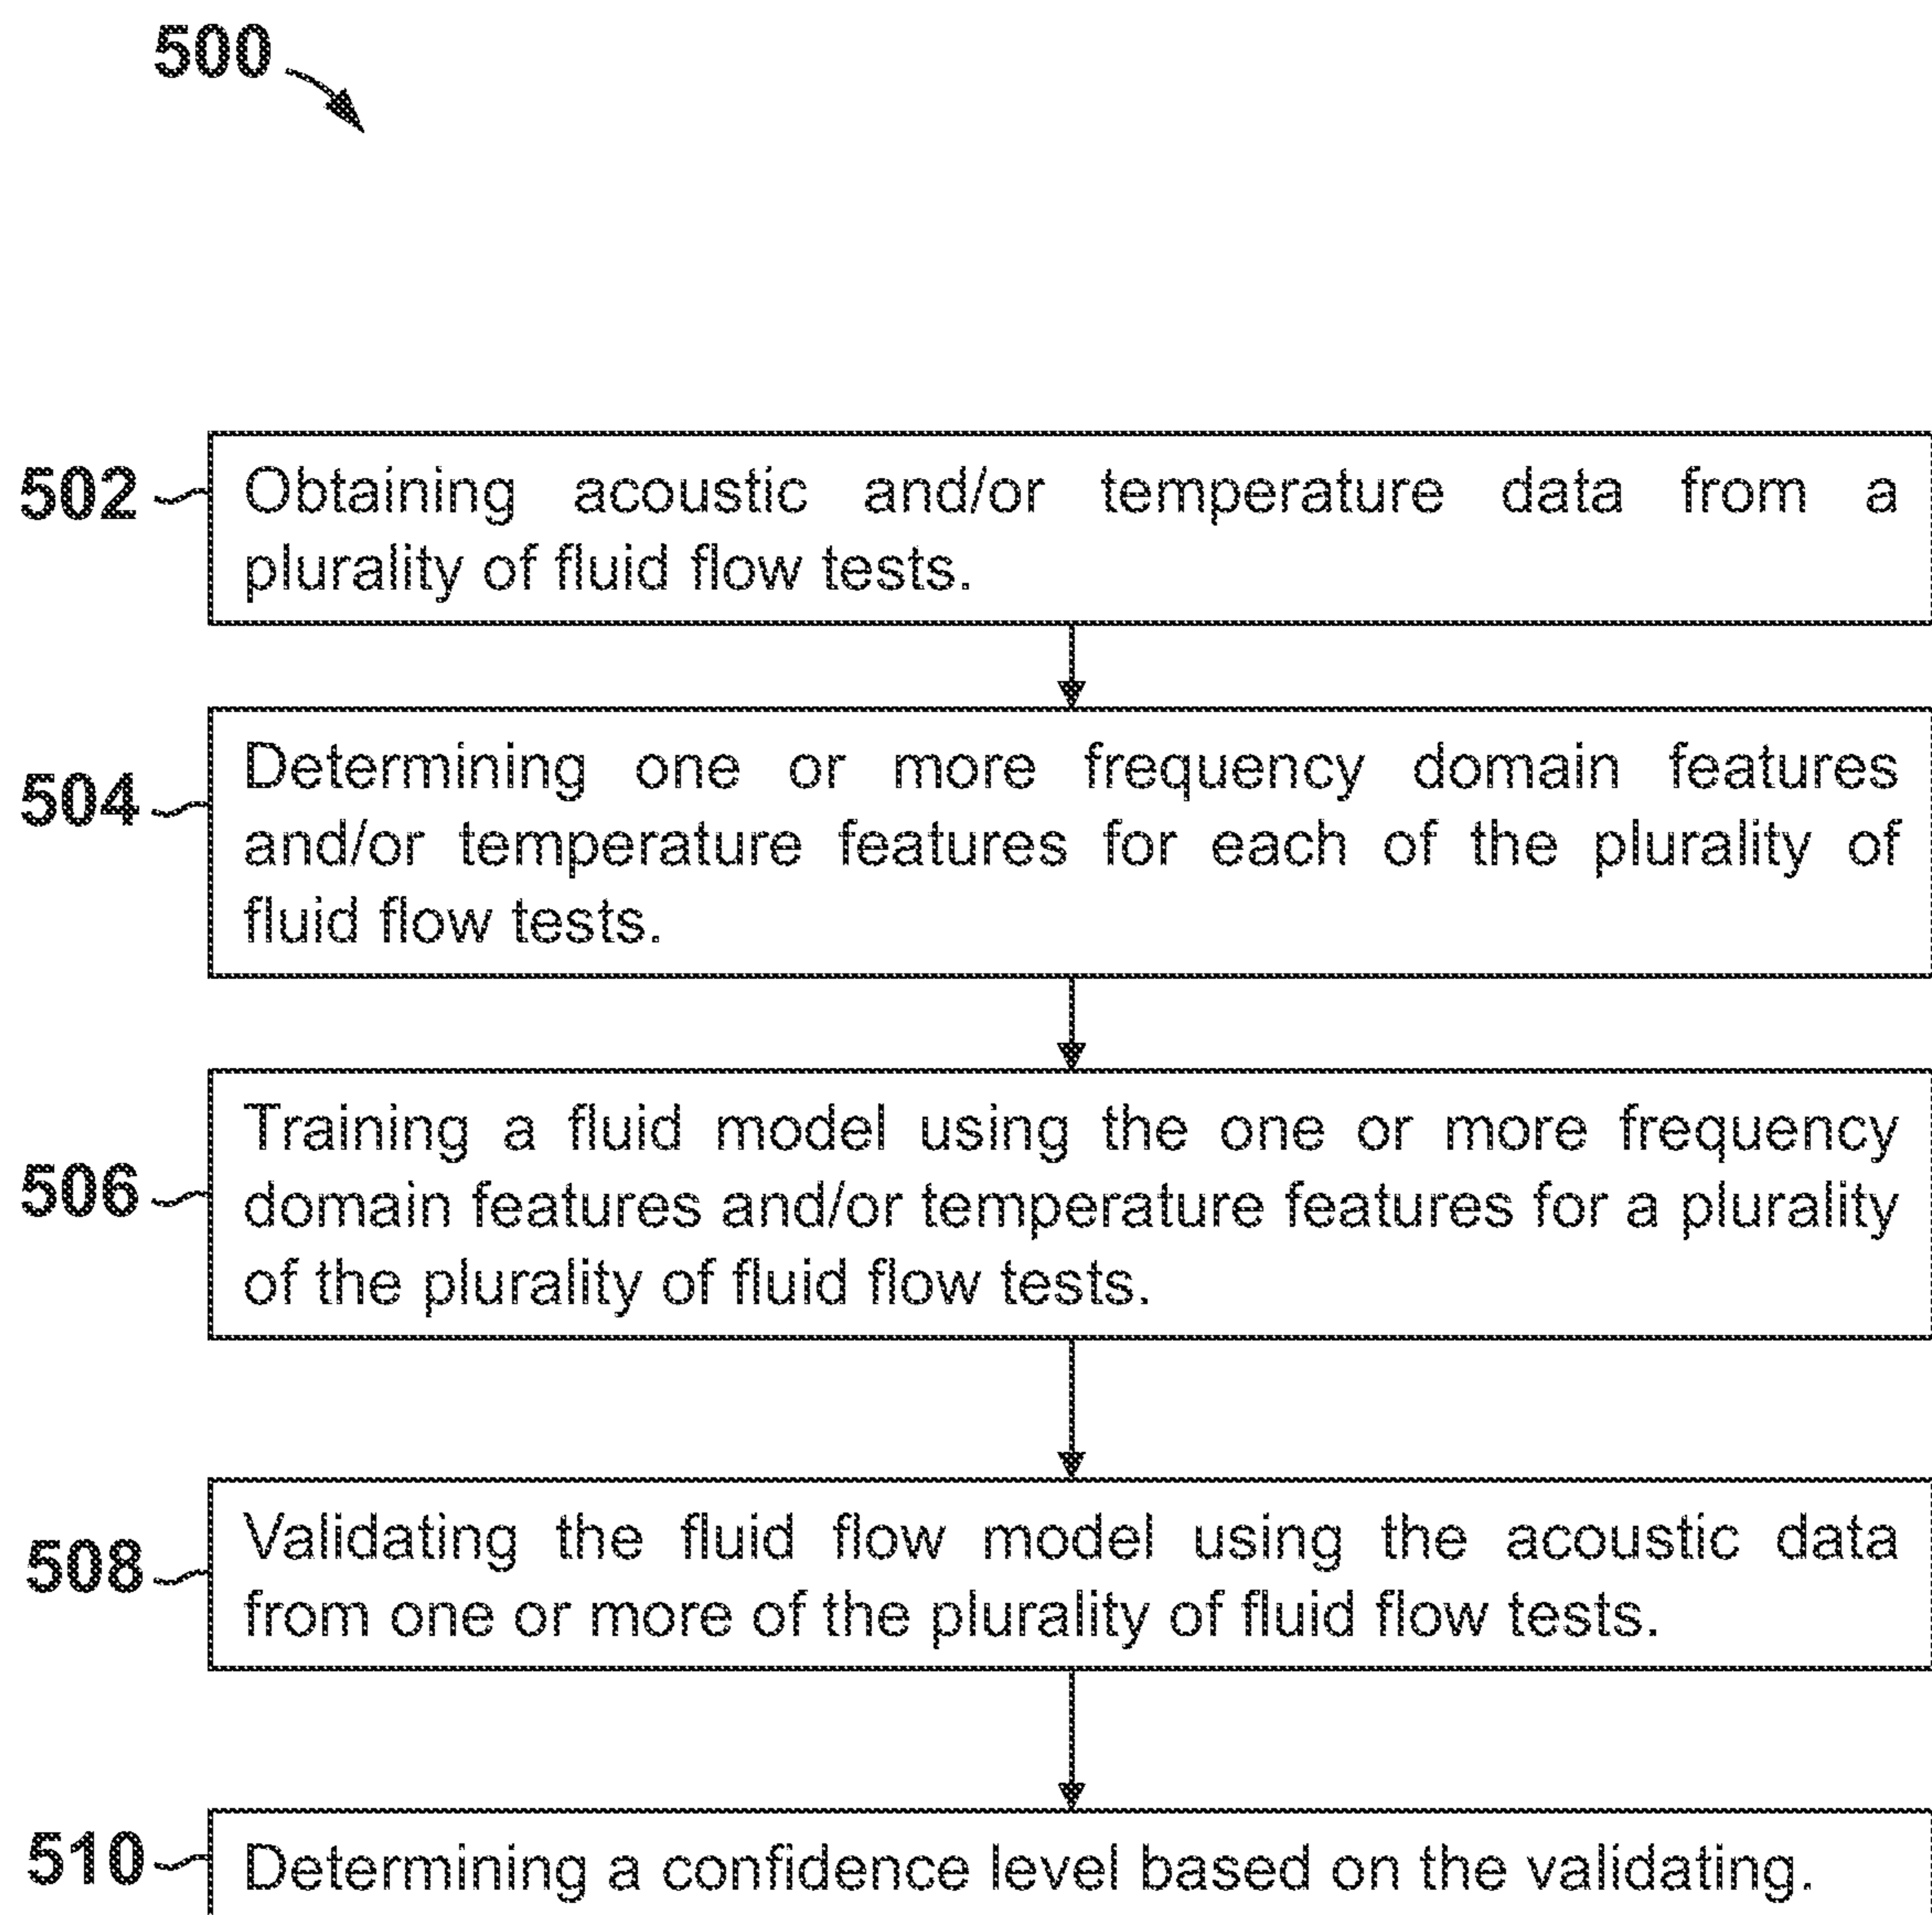 500
502
Obtaining acoustic and/or temperature data from a
plurality of fluid flow tests.
504
Determining one or more frequency domain features
and/or temperature features for each of the plurality of
fluid flow tests.
506
Training a fluid model using the one or more frequency
domain features and/or temperature features for a plurality
of the plurality of fluid flow tests.
508
Validating the fluid flow model using the acoustic data
from one or more of the plurality of fluid flow tests.
510
Determining a confidence level based on the validating.